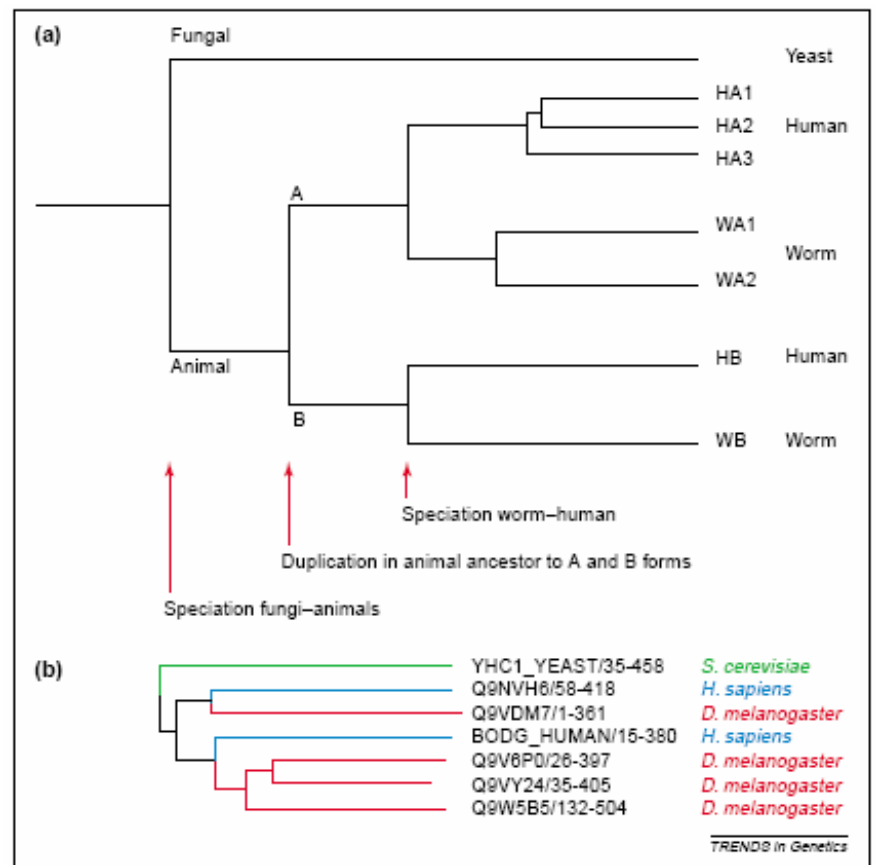 (a)
Fungal
Yeast
HA1
HA2 Human
HA3
A
WA1
Worm
WA2
Animal
HB Human
B
WB Worm
Speciation worm–human
Duplication in animal ancestor to A and B forms
Speciation fungi–animals
(b)
YHC1_YEAST/35-458 S. cerevisiae
Q9NVH6/58-418 H. sapiens
Q9VDM7/1-361 D. melanogaster
BODG_HUMAN/15-380 H. sapiens
Q9V6P0/26-397 D. melanogaster
Q9VY24/35-405 D. melanogaster
Q9W5B5/132-504 D. melanogaster
TRENDS in Genetics